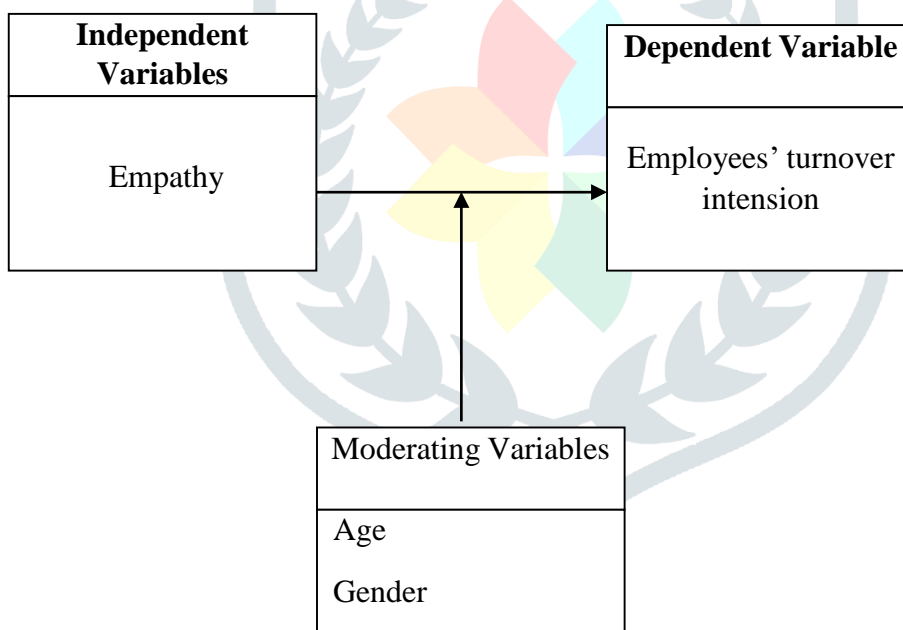 Independent
Variables
Empathy
Dependent Variable
Employees’ turnover
intension
Moderating Variables
Age
Gender